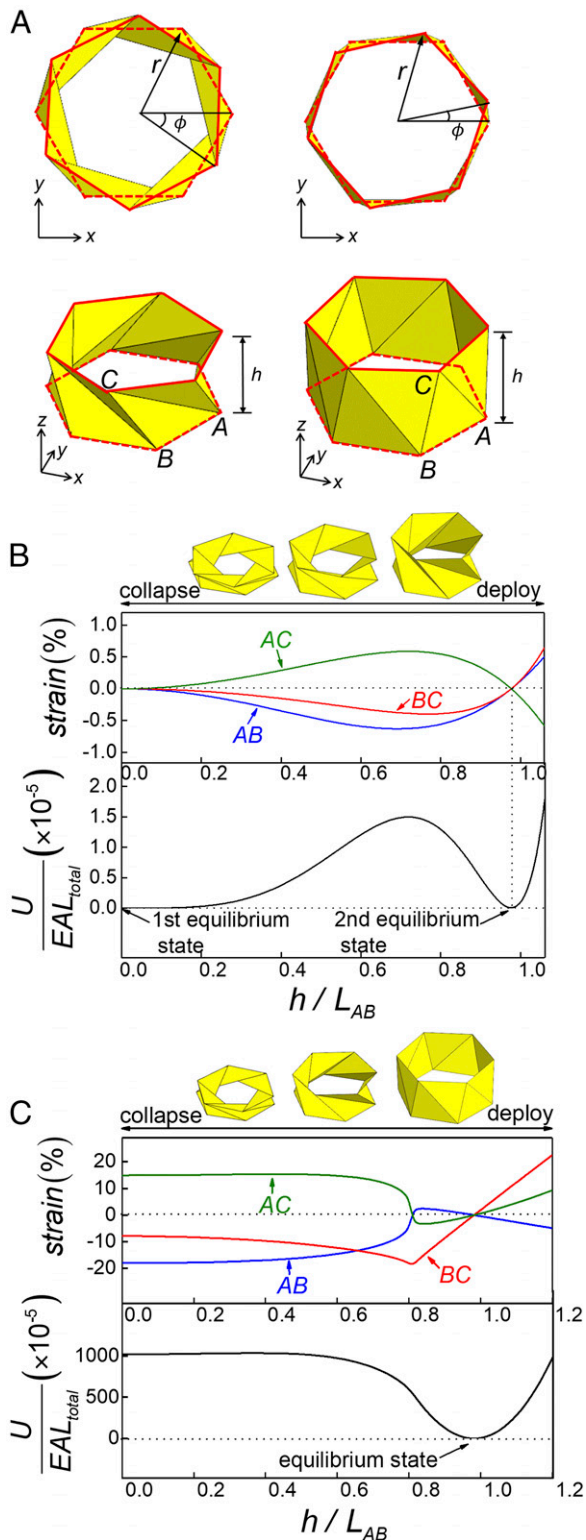 A
r
r
ϕ
ϕ
y
x
y
x
C
h
A
B
z
y
x
C
h
A
B
z
y
x
B
collapse
deploy
strain(%)
1.0
0.5
0.0
-0.5
-1.0
AC
BC
AB
0.0 0.2 0.4 0.6 0.8 1.0
U
EALtotal
(×10-5)
2.0
1.5
1.0
0.5
0.0
1st equilibrium
state
2nd equilibrium
state
0.0 0.2 0.4 0.6 0.8 1.0
h / LAB
C
collapse
deploy
strain(%)
20
10
0
-10
-20
AC
AB
BC
0.0 0.2 0.4 0.6 0.8 1.0 1.2
U
EALtotal
(×10-5)
1000
500
0
equilibrium state
0.0 0.2 0.4 0.6 0.8 1.0 1.2
h / LAB